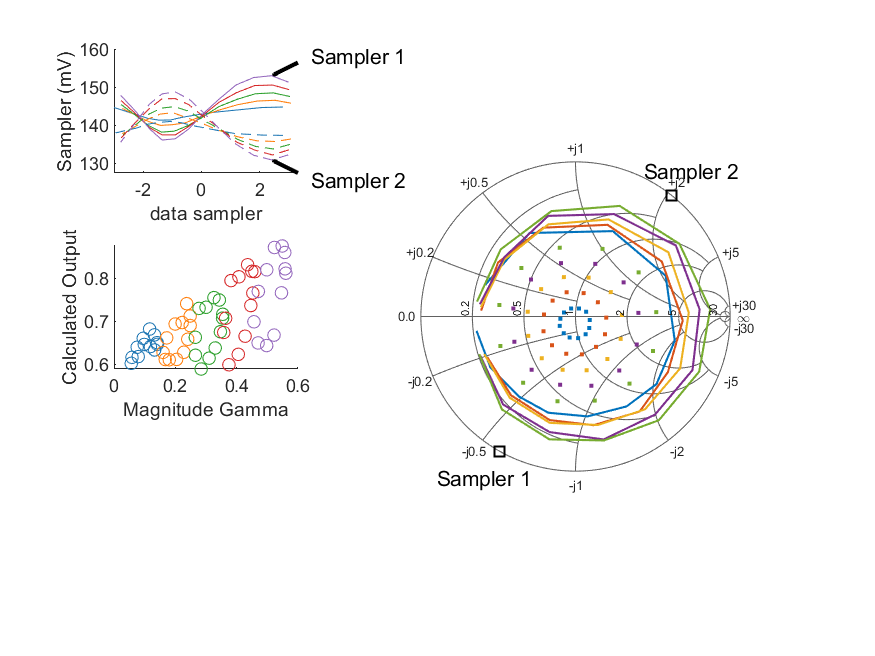 160
150
140
130
Sampler (mV)
-2 0 2
data sampler
Sampler 1
Sampler 2
0.8
0.7
0.6
Calculated Output
0 0.2 0.4 0.6
Magnitude Gamma
+j1
Sampler 2
+j0.5
+j2
+j0.2
+j5
0.0
0.2
0.5
1
2
5
30
+j30
∞
-j30
-j0.2
-j5
-j0.5
-j2
Sampler 1
-j1